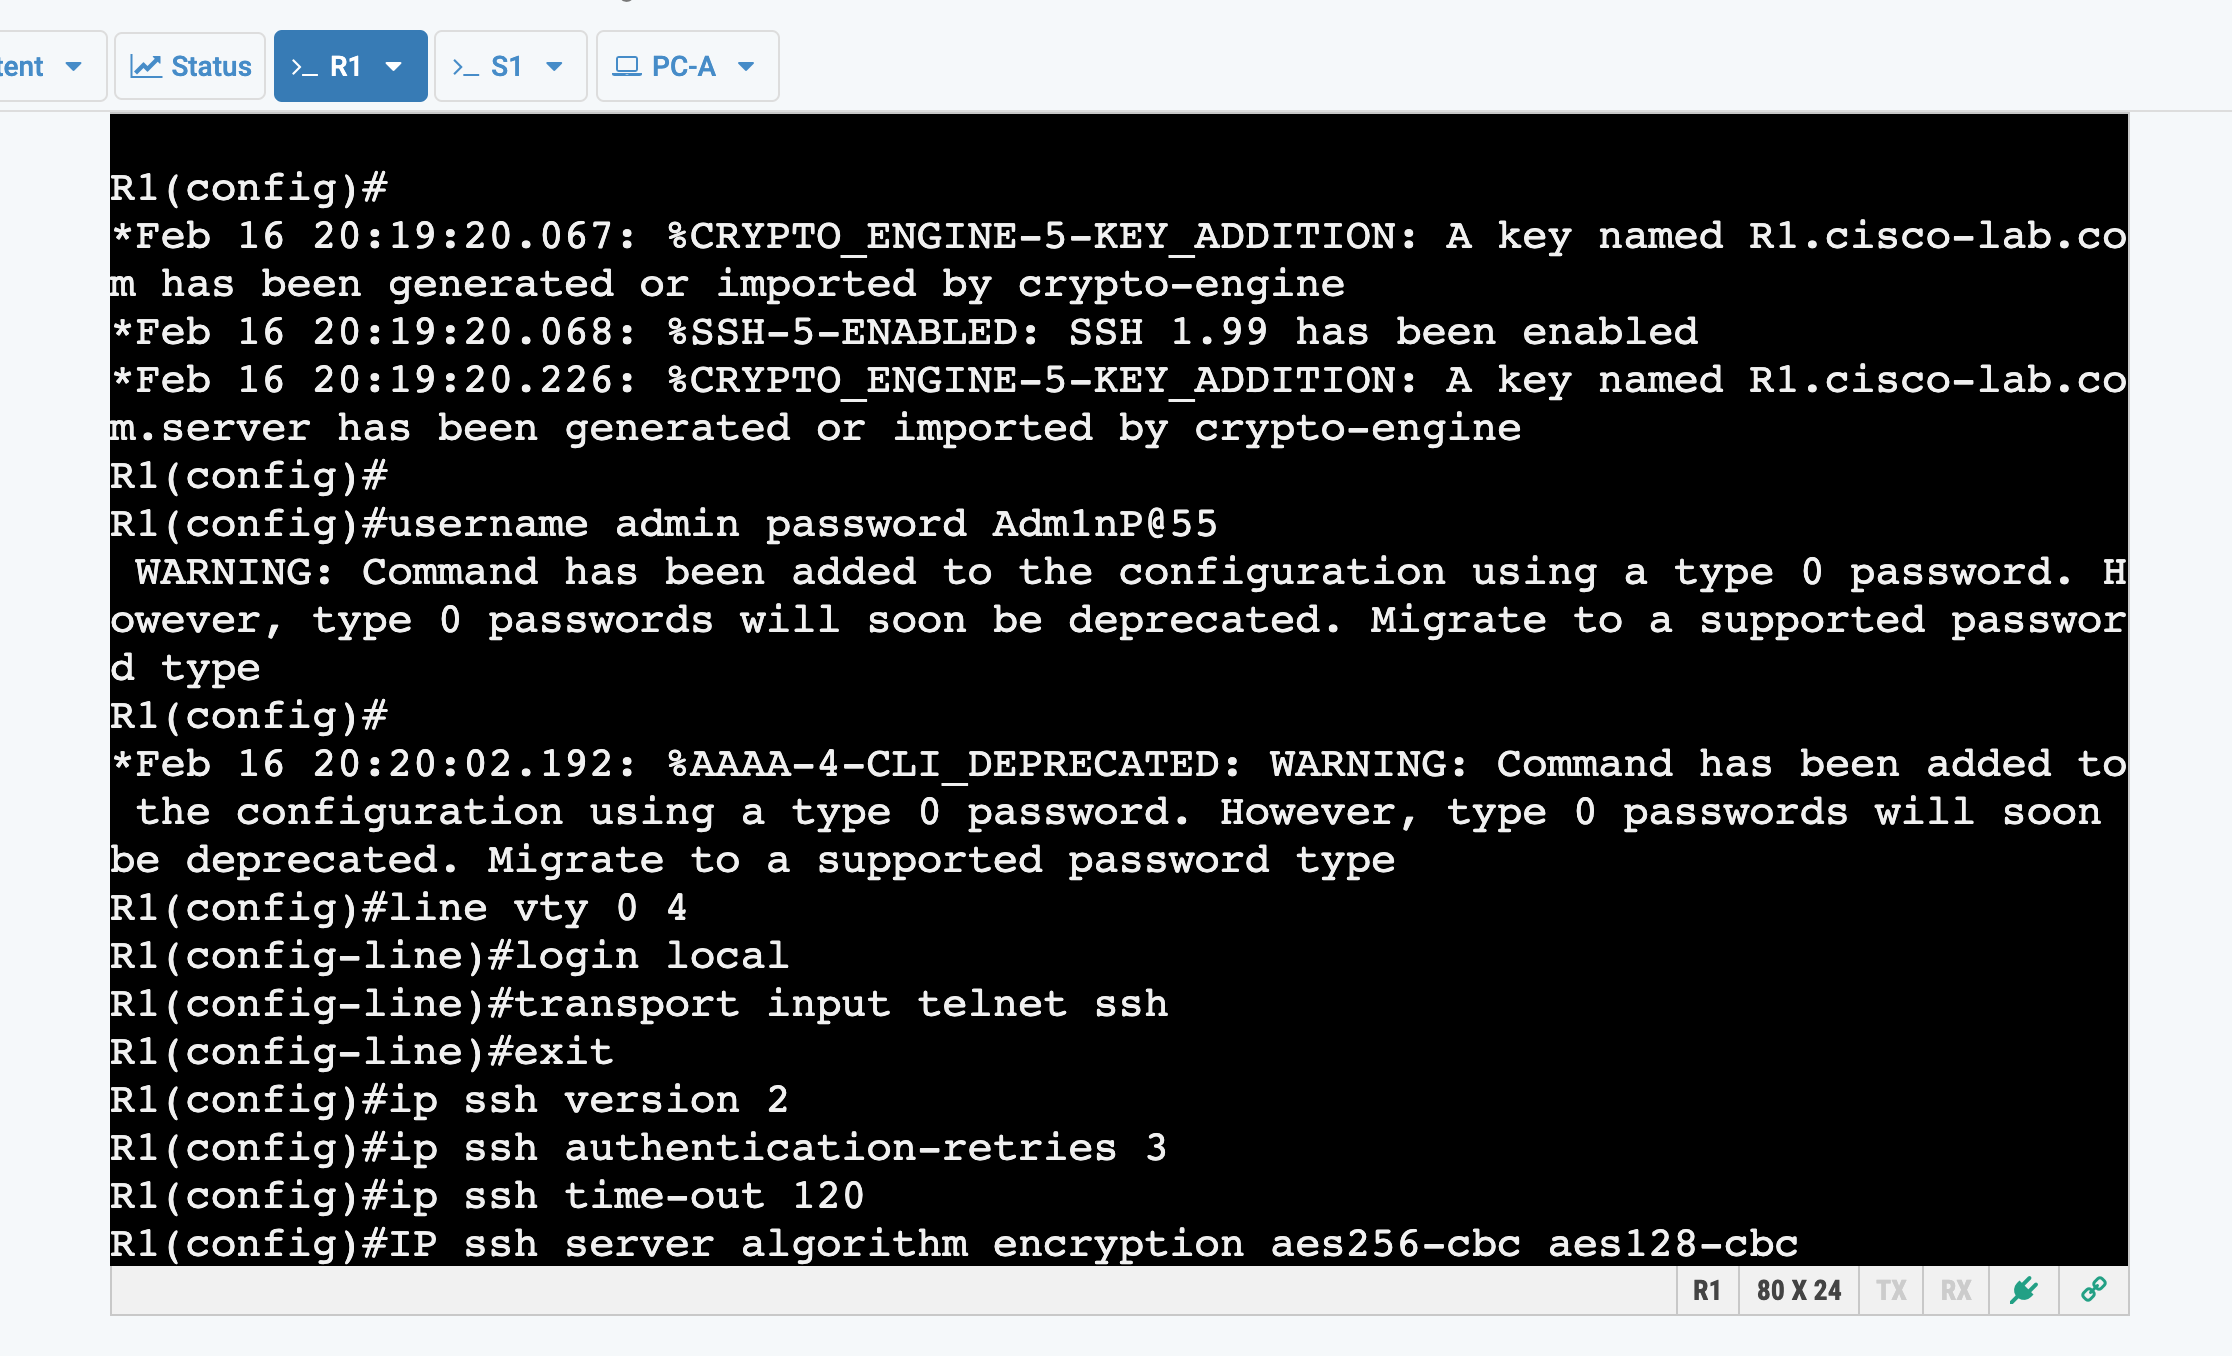 tent
Status
>_ R1
>_ S1
PC-A
R1(config)#
*Feb 16 20:19:20.067: %CRYPTO_ENGINE-5-KEY_ADDITION: A key named R1.cisco-lab.co
m has been generated or imported by crypto-engine
*Feb 16 20:19:20.068: %SSH-5-ENABLED: SSH 1.99 has been enabled
*Feb 16 20:19:20.226: %CRYPTO_ENGINE-5-KEY_ADDITION: A key named R1.cisco-lab.co
m.server has been generated or imported by crypto-engine
R1(config)#
R1(config)#username admin password Adm1nP@55
 WARNING: Command has been added to the configuration using a type 0 password. H
owever, type 0 passwords will soon be deprecated. Migrate to a supported passwor
d type
R1(config)#
*Feb 16 20:20:02.192: %AAAA-4-CLI_DEPRECATED: WARNING: Command has been added to
 the configuration using a type 0 password. However, type 0 passwords will soon
be deprecated. Migrate to a supported password type
R1(config)#line vty 0 4
R1(config-line)#login local
R1(config-line)#transport input telnet ssh
R1(config-line)#exit
R1(config)#ip ssh version 2
R1(config)#ip ssh authentication-retries 3
R1(config)#ip ssh time-out 120
R1(config)#IP ssh server algorithm encryption aes256-cbc aes128-cbc
R1
80 X 24
TX
RX